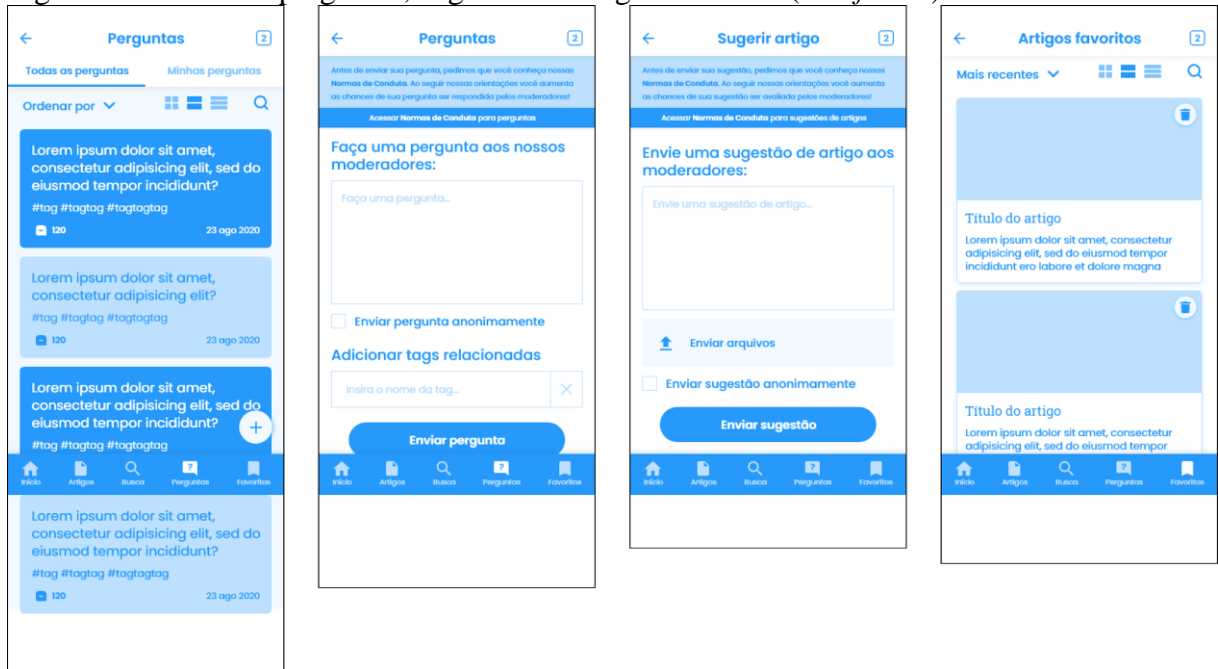 Perguntas
2
Todas as perguntas
Minhas perguntas
Ordenar por
Lorem ipsum dolor sit amet,
consectetur adipisicing elit, sed do
eiusmod tempor incididunt?
#tag #tagtag #tagtagtag
120
23 ago 2020
Lorem ipsum dolor sit amet,
consectetur adipisicing elit?
#tag #tagtag #tagtagtag
120
23 ago 2020
Lorem ipsum dolor sit amet,
consectetur adipisicing elit, sed do
eiusmod tempor incididunt?
#tag #tagtag #tagtagtag
Início
Artigos
Busca
Perguntas
Favoritos
Lorem ipsum dolor sit amet,
consectetur adipisicing elit, sed do
eiusmod tempor incididunt?
#tag #tagtag #tagtagtag
120
23 ago 2020
Perguntas
2
Antes de enviar sua pergunta, pedimos que você conheça nossas
Normas de Conduta. Ao seguir nossas orientações você aumenta
as chances de sua pergunta ser respondida pelos moderadores!
Acessar Normas de Conduta para perguntas
Faça uma pergunta aos nossos
moderadores:
Faça uma pergunta...
Enviar pergunta anonimamente
Adicionar tags relacionadas
Insira o nome da tag...
Enviar pergunta
Início
Artigos
Busca
Perguntas
Favoritos
Sugerir artigo
2
Antes de enviar sua sugestão, pedimos que você conheça nossas
Normas de Conduta. Ao seguir nossas orientações você aumenta
as chances de sua sugestão ser avaliada pelos moderadores!
Acessar Normas de Conduta para sugestões de artigos
Envie uma sugestão de artigo aos
moderadores:
Envie uma sugestão de artigo...
Enviar arquivos
Enviar sugestão anonimamente
Enviar sugestão
Início
Artigos
Busca
Perguntas
Favoritos
Artigos favoritos
2
Mais recentes
Título do artigo
Lorem ipsum dolor sit amet, consectetur
adipisicing elit, sed do eiusmod tempor
incididunt ero labore et dolore magna
Título do artigo
Lorem ipsum dolor sit amet, consectetur
adipisicing elit, sed do eiusmod tempor
Início
Artigos
Busca
Perguntas
Favoritos